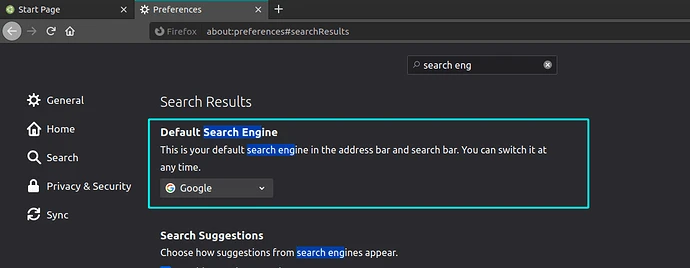 Start Page
Preferences
Firefox about:preferences#searchResults
search eng
General
Home
Search
Privacy & Security
Sync
Search Results
Default Search Engine
This is your default search engine in the address bar and search bar. You can switch it at
any time.
Google
Search Suggestions
Choose how suggestions from search engines appear.